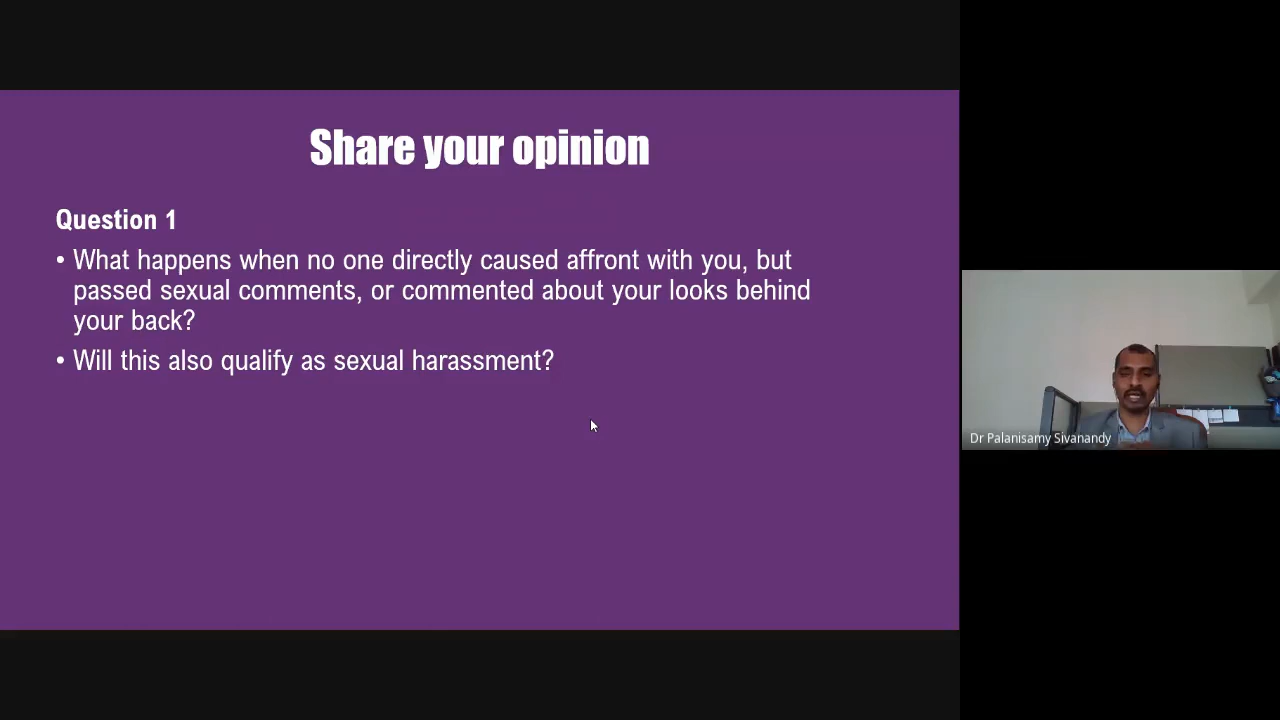 Share your opinion
Question 1
• What happens when no one directly caused affront with you, but
passed sexual comments, or commented about your looks behind
your back?
• Will this also qualify as sexual harassment?
Dr Palanisamy Sivanandy